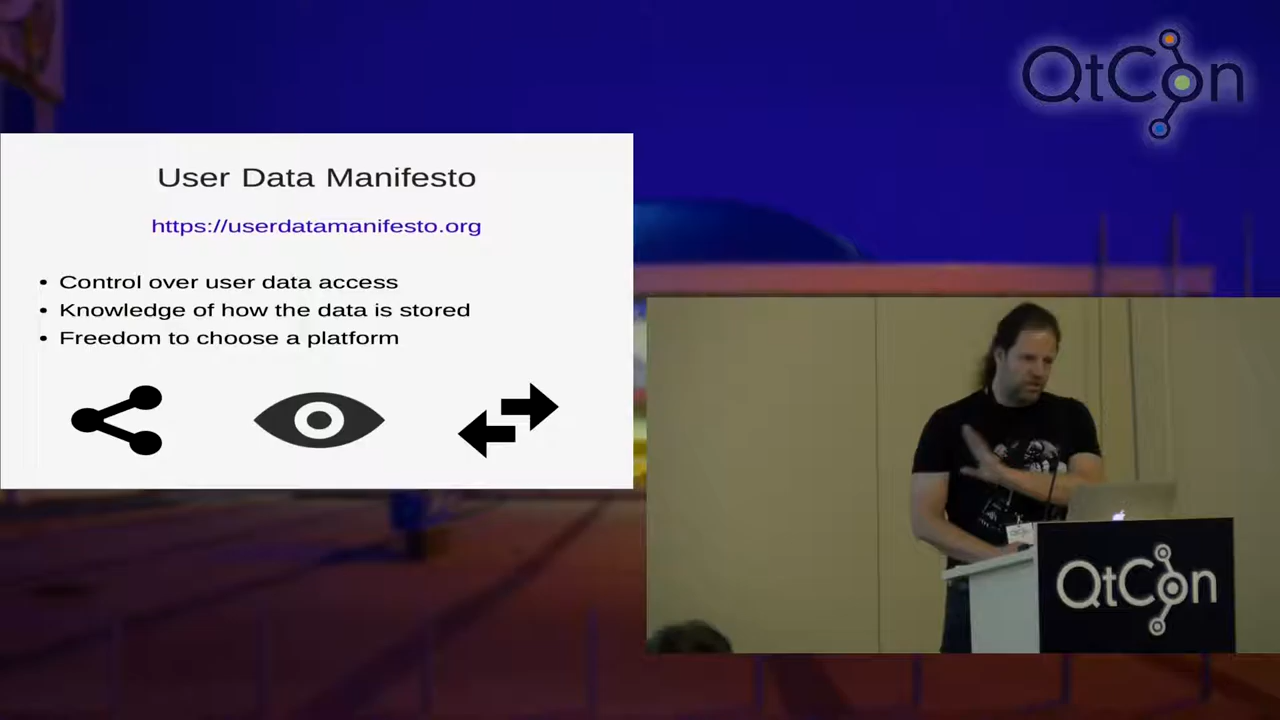 QtCon
User Data Manifesto
https://userdatamanifesto.org
• Control over user data access
• Knowledge of how the data is stored
• Freedom to choose a platform
QtCon